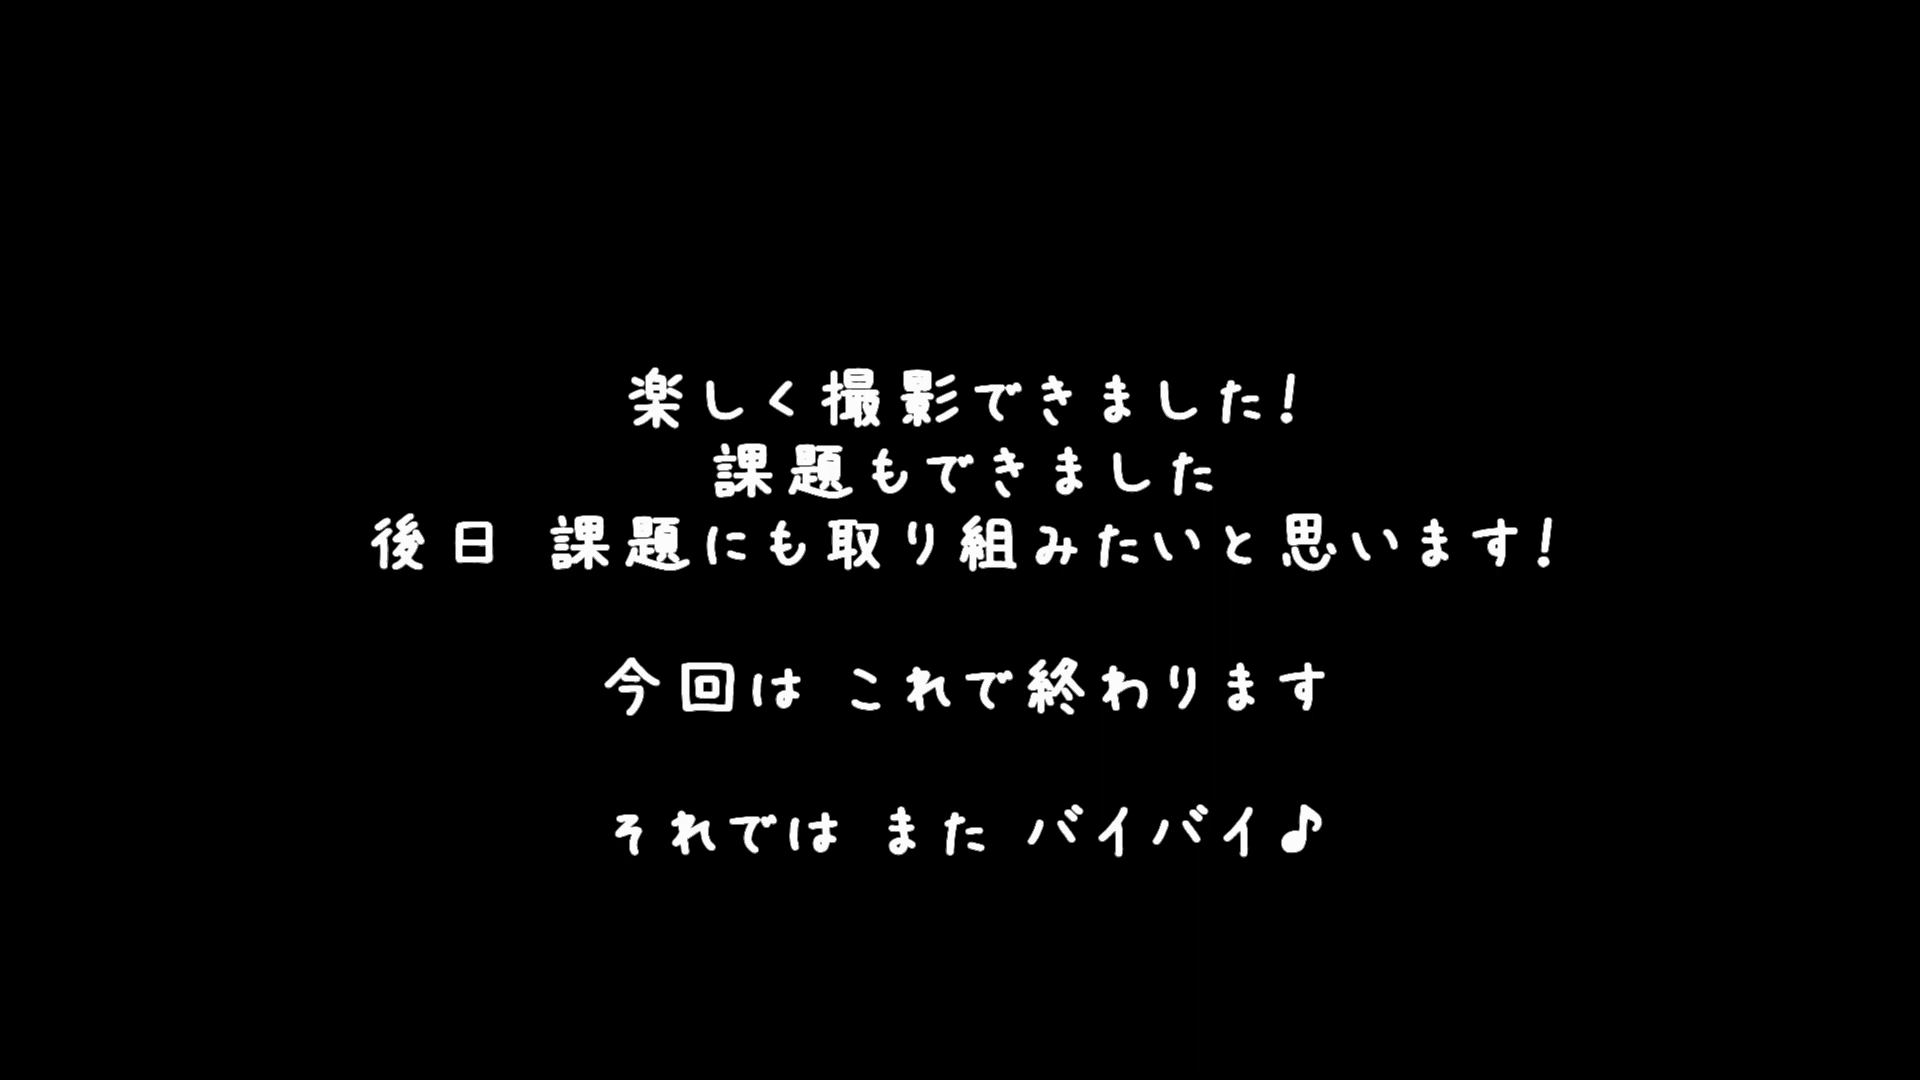 楽しく撮影できました!
課題もできました
後日 課題にも取り組みたいと思います!
今回は これで終わります
それでは また バイバイ♪